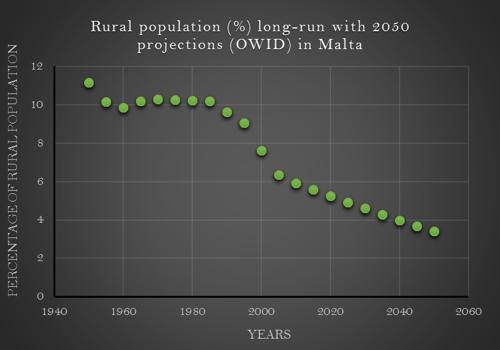 Rural population (%) long-run with 2050
projections (OWID) in Malta
PERCENTAGE OF RURAL POPULATION
12
10
8
6
4
2
0
1940 1960 1980 2000 2020 2040 2060
YEARS